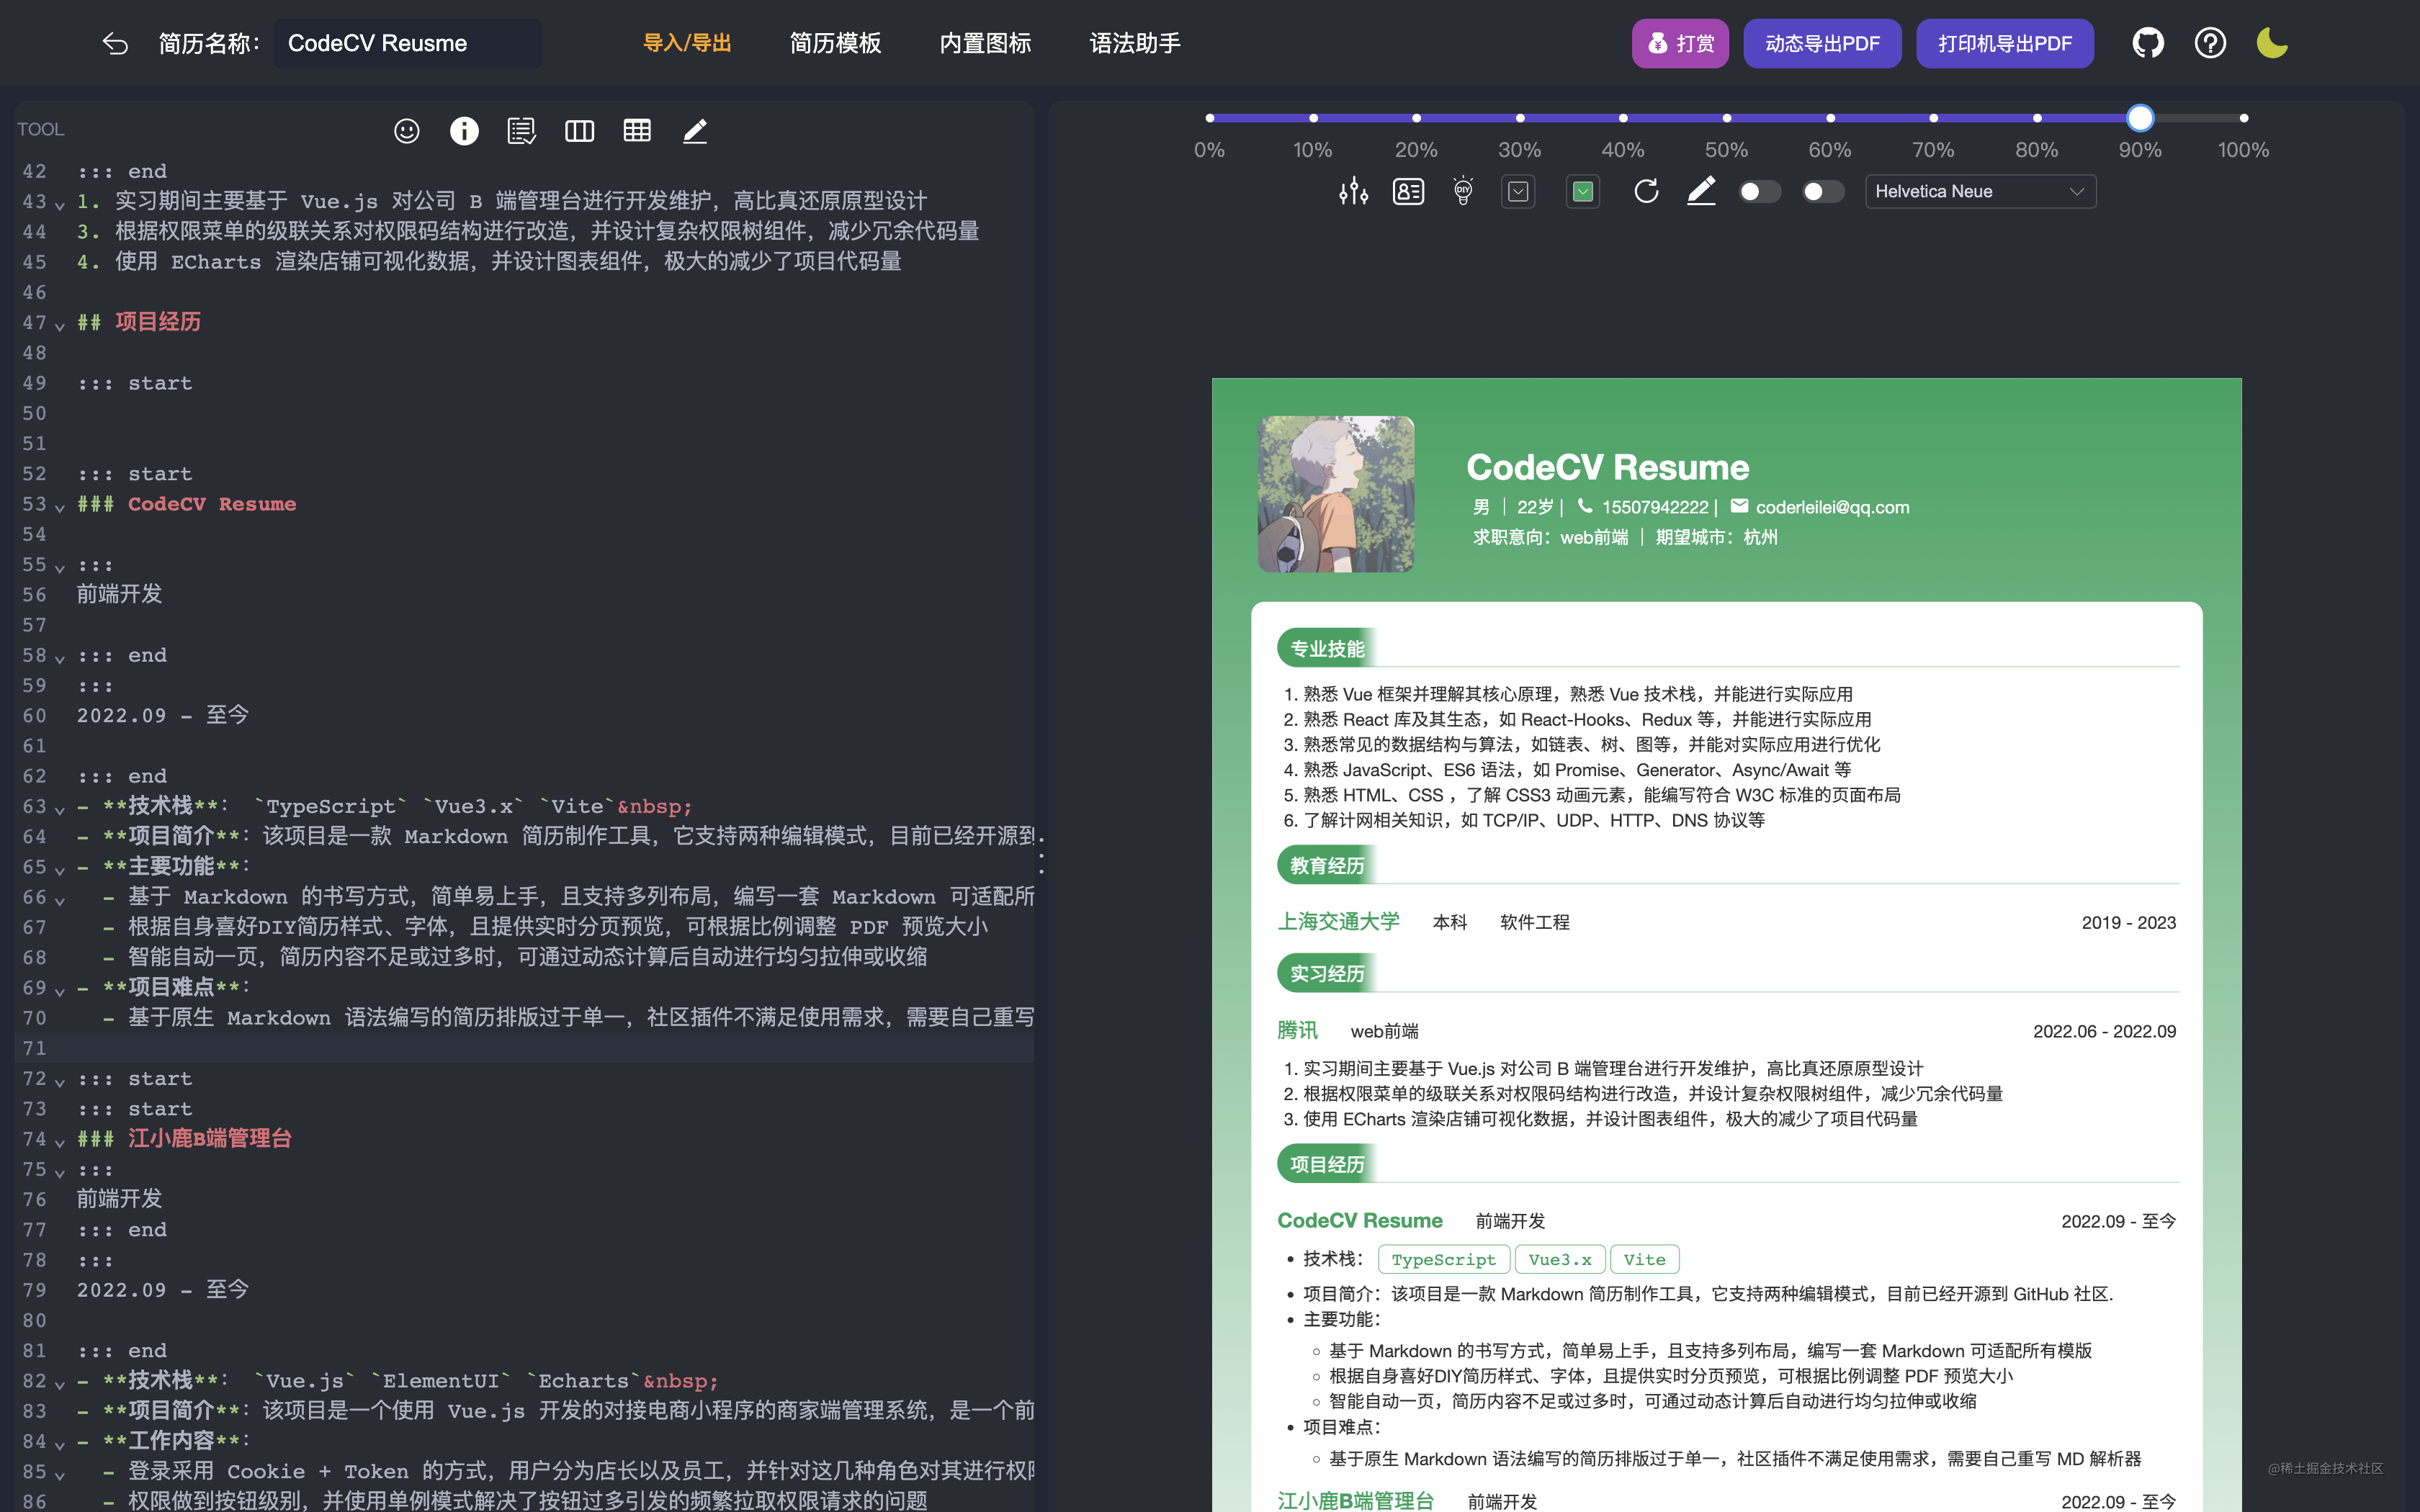 简历名称： CodeCV Reusme 导入/导出 简历模板 内置图标 语法助手 打赏 动态导出PDF 打印机导出PDF
TOOL
42 ::: end
43 1. 实习期间主要基于 Vue.js 对公司 B 端管理台进行开发维护，高比真还原原型设计
44 3. 根据权限菜单的级联关系对权限码结构进行改造，并设计复杂权限树组件，减少冗余代码量
45 4. 使用 ECharts 渲染店铺可视化数据，并设计图表组件，极大的减少了项目代码量
46
47 ## 项目经历
48
49 ::: start
50
51
52 ::: start
53 ### CodeCV Resume
54
55 :::
56 前端开发
57
58 ::: end
59 :::
60 2022.09 - 至今
61
62 ::: end
63 - **技术栈**： `TypeScript` `Vue3.x` `Vite`&nbsp;
64 - **项目简介**：该项目是一款 Markdown 简历制作工具，它支持两种编辑模式，目前已经开源到
65 - **主要功能**：
66 - 基于 Markdown 的书写方式，简单易上手，且支持多列布局，编写一套 Markdown 可适配所
67 - 根据自身喜好DIY简历样式、字体，且提供实时分页预览，可根据比例调整 PDF 预览大小
68 - 智能自动一页，简历内容不足或过多时，可通过动态计算后自动进行均匀拉伸或收缩
69 - **项目难点**：
70 - 基于原生 Markdown 语法编写的简历排版过于单一，社区插件不满足使用需求，需要自己重写
71
72 ::: start
73 ::: start
74 ### 江小鹿B端管理台
75 :::
76 前端开发
77 ::: end
78 :::
79 2022.09 - 至今
80
81 ::: end
82 - **技术栈**： `Vue.js` `ElementUI` `Echarts`&nbsp;
83 - **项目简介**：该项目是一个使用 Vue.js 开发的对接电商小程序的商家端管理系统，是一个前
84 - **工作内容**：
85 - 登录采用 Cookie + Token 的方式，用户分为店长以及员工，并针对这几种角色对其进行权限
86 - 权限做到按钮级别，并使用单例模式解决了按钮过多引发的频繁拉取权限请求的问题
0% 10% 20% 30% 40% 50% 60% 70% 80% 90% 100%
DIY Helvetica Neue
CodeCV Resume
男 | 22岁 | 15507942222 | coderleilei@qq.com
求职意向：web前端 | 期望城市：杭州
专业技能
1. 熟悉 Vue 框架并理解其核心原理，熟悉 Vue 技术栈，并能进行实际应用
2. 熟悉 React 库及其生态，如 React-Hooks、Redux 等，并能进行实际应用
3. 熟悉常见的数据结构与算法，如链表、树、图等，并能对实际应用进行优化
4. 熟悉 JavaScript、ES6 语法，如 Promise、Generator、Async/Await 等
5. 熟悉 HTML、CSS ，了解 CSS3 动画元素，能编写符合 W3C 标准的页面布局
6. 了解计网相关知识，如 TCP/IP、UDP、HTTP、DNS 协议等
教育经历
上海交通大学 本科 软件工程 2019 - 2023
实习经历
腾讯 web前端 2022.06 - 2022.09
1. 实习期间主要基于 Vue.js 对公司 B 端管理台进行开发维护，高比真还原原型设计
2. 根据权限菜单的级联关系对权限码结构进行改造，并设计复杂权限树组件，减少冗余代码量
3. 使用 ECharts 渲染店铺可视化数据，并设计图表组件，极大的减少了项目代码量
项目经历
CodeCV Resume 前端开发 2022.09 - 至今
• 技术栈： TypeScript Vue3.x Vite
• 项目简介：该项目是一款 Markdown 简历制作工具，它支持两种编辑模式，目前已经开源到 GitHub 社区.
• 主要功能：
◦ 基于 Markdown 的书写方式，简单易上手，且支持多列布局，编写一套 Markdown 可适配所有模版
◦ 根据自身喜好DIY简历样式、字体，且提供实时分页预览，可根据比例调整 PDF 预览大小
◦ 智能自动一页，简历内容不足或过多时，可通过动态计算后自动进行均匀拉伸或收缩
• 项目难点：
◦ 基于原生 Markdown 语法编写的简历排版过于单一，社区插件不满足使用需求，需要自己重写 MD 解析器
江小鹿B端管理台 前端开发 2022.09 - 至今
@稀土掘金技术社区